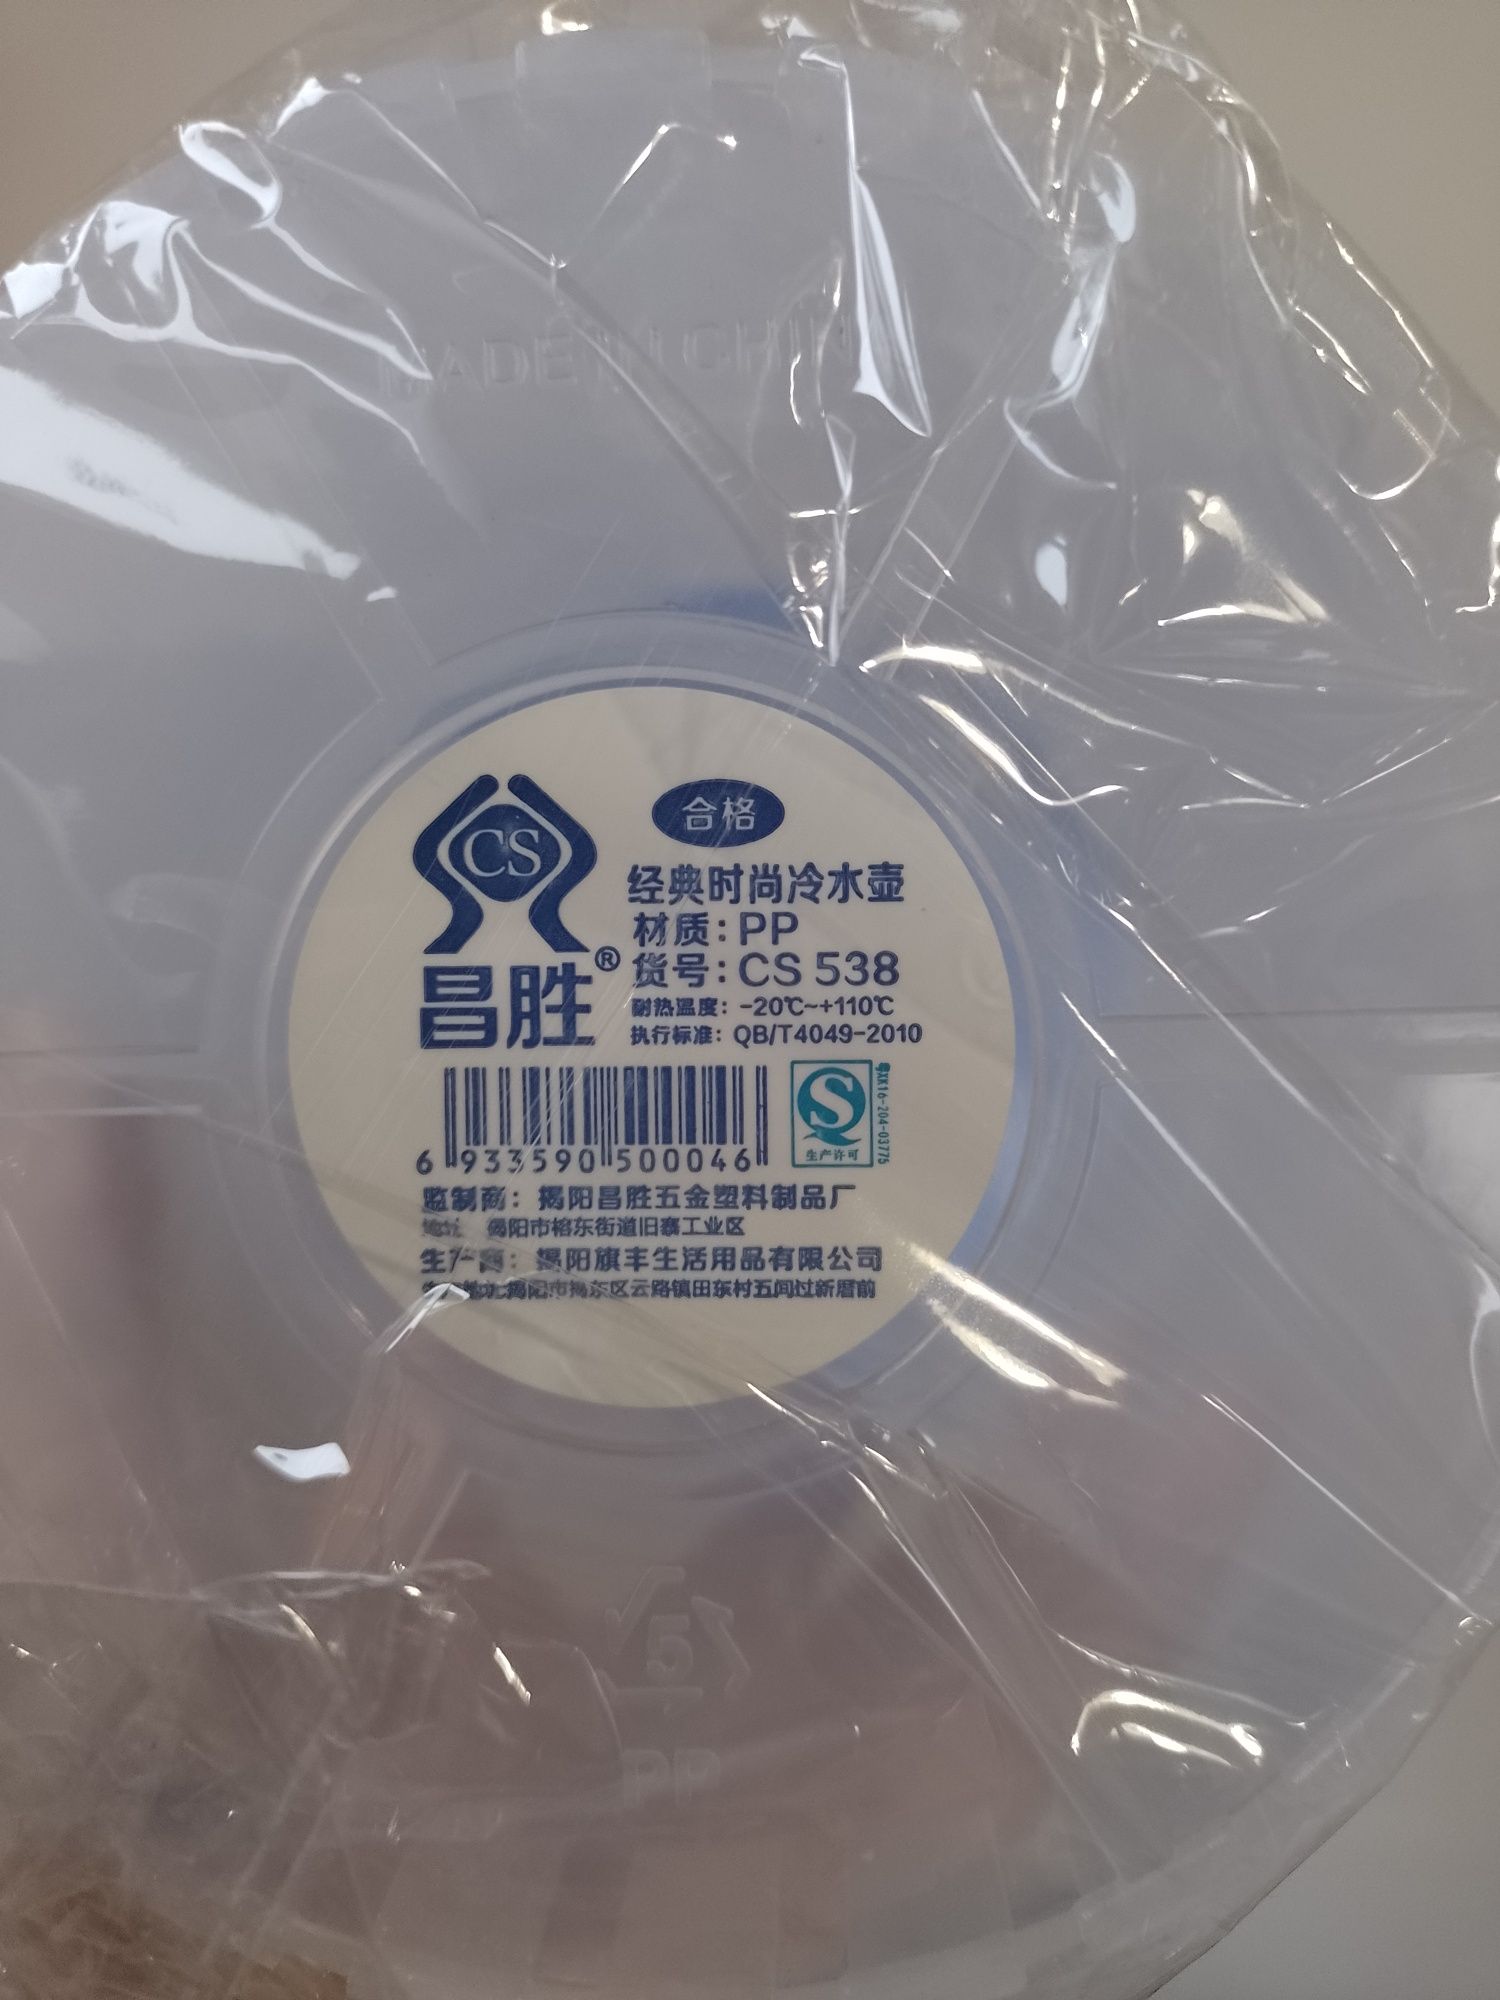 MADE IN CHIN
CS
合格
经典时尚冷水壶
材质：PP
货号：CS 538
昌胜®
耐热温度：-20℃~+110℃
执行标准：QB/T4049-2010
6 933590 500046
生产许可
XK16-204-03775
监制商：揭阳昌胜五金塑料制品厂
地址 揭阳市榕东街道旧寨工业区
生产商：揭阳旗丰生活用品有限公司
揭阳市揭东区云路镇田东村五间过新厝前
5
PP